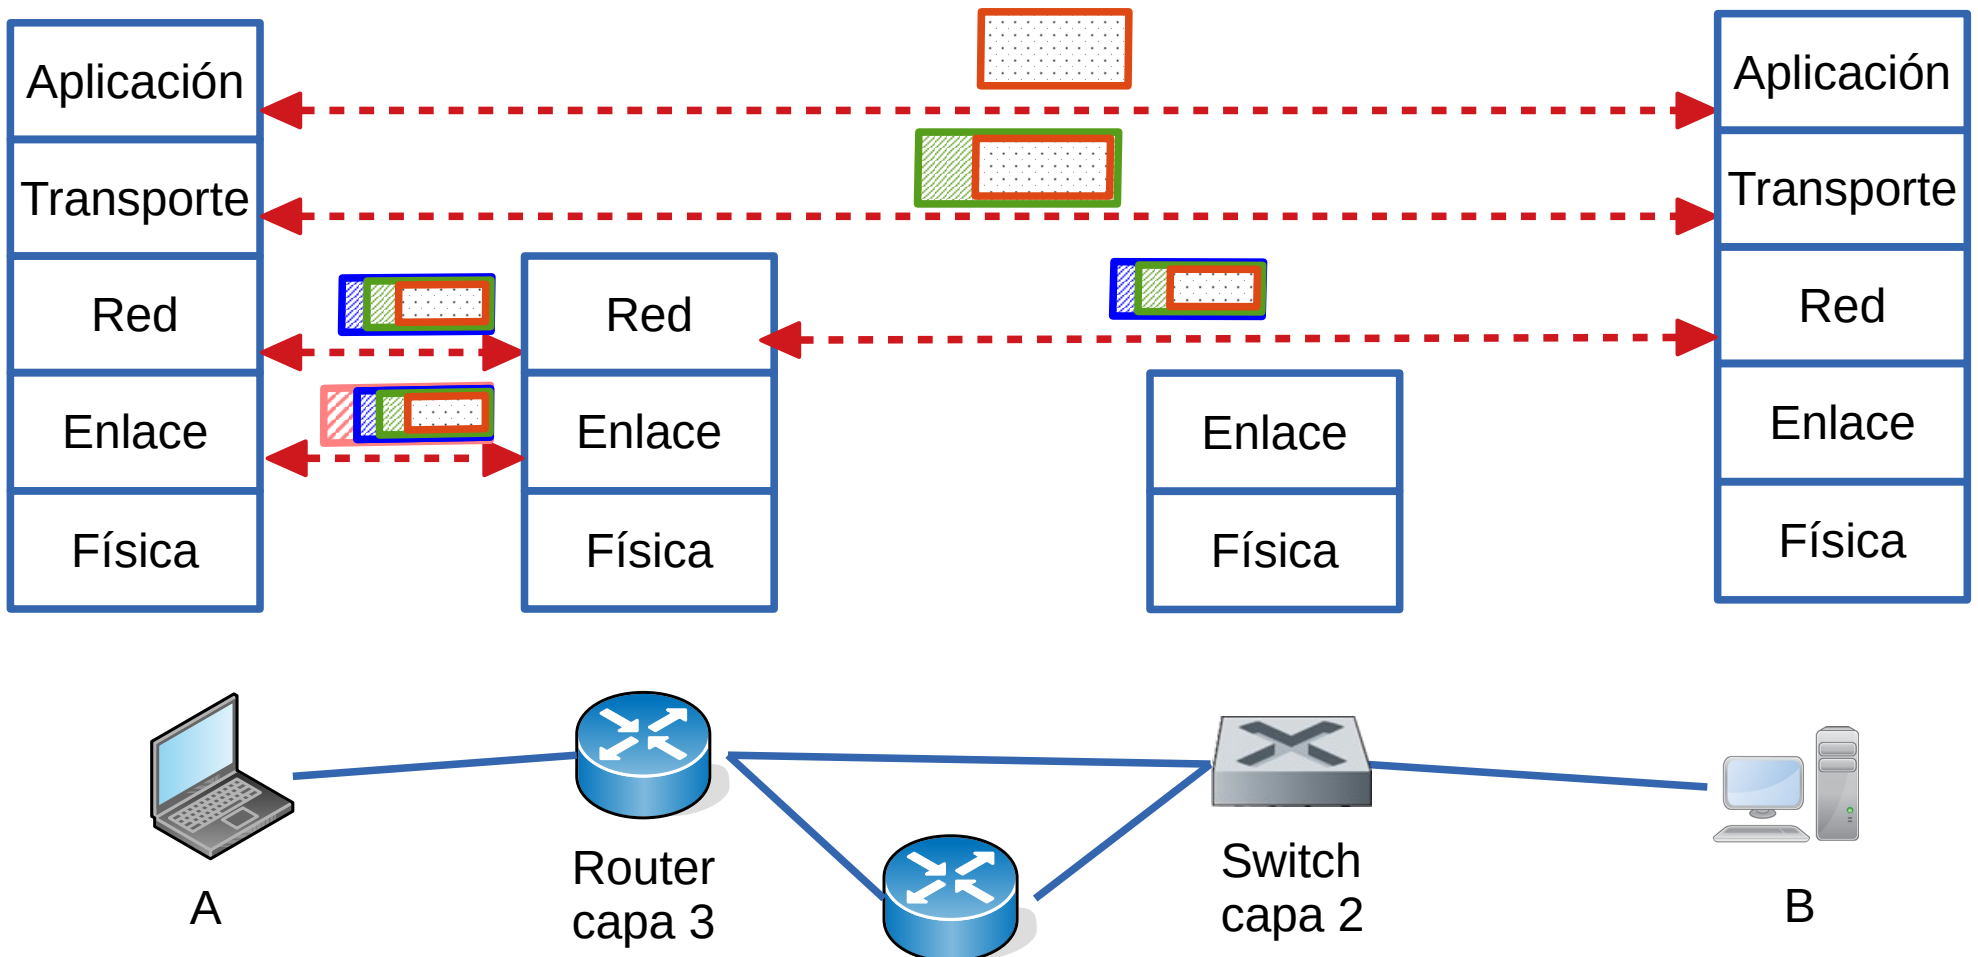 Aplicación
Transporte
Red
Enlace
Física
Red
Enlace
Física
Enlace
Física
Aplicación
Transporte
Red
Enlace
Física
A
Router
capa 3
Switch
capa 2
B